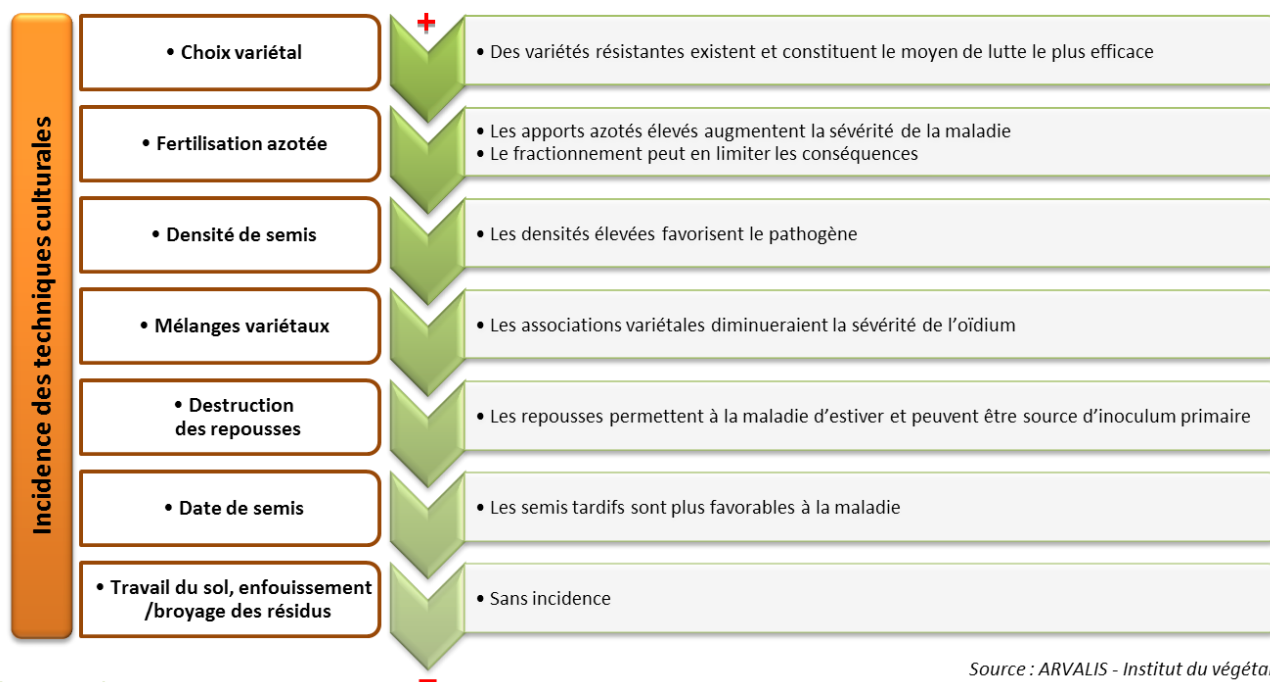 Incidence des techniques culturales
+
• Choix variétal
• Des variétés résistantes existent et constituent le moyen de lutte le plus efficace
• Fertilisation azotée
• Les apports azotés élevés augmentent la sévérité de la maladie
• Le fractionnement peut en limiter les conséquences
• Densité de semis
• Les densités élevées favorisent le pathogène
• Mélanges variétaux
• Les associations variétales diminueraient la sévérité de l'oïdium
• Destruction
des repousses
• Les repousses permettent à la maladie d'estiver et peuvent être source d'inoculum primaire
• Date de semis
• Les semis tardifs sont plus favorables à la maladie
• Travail du sol, enfouissement
/broyage des résidus
• Sans incidence
–
Source : ARVALIS - Institut du végéta